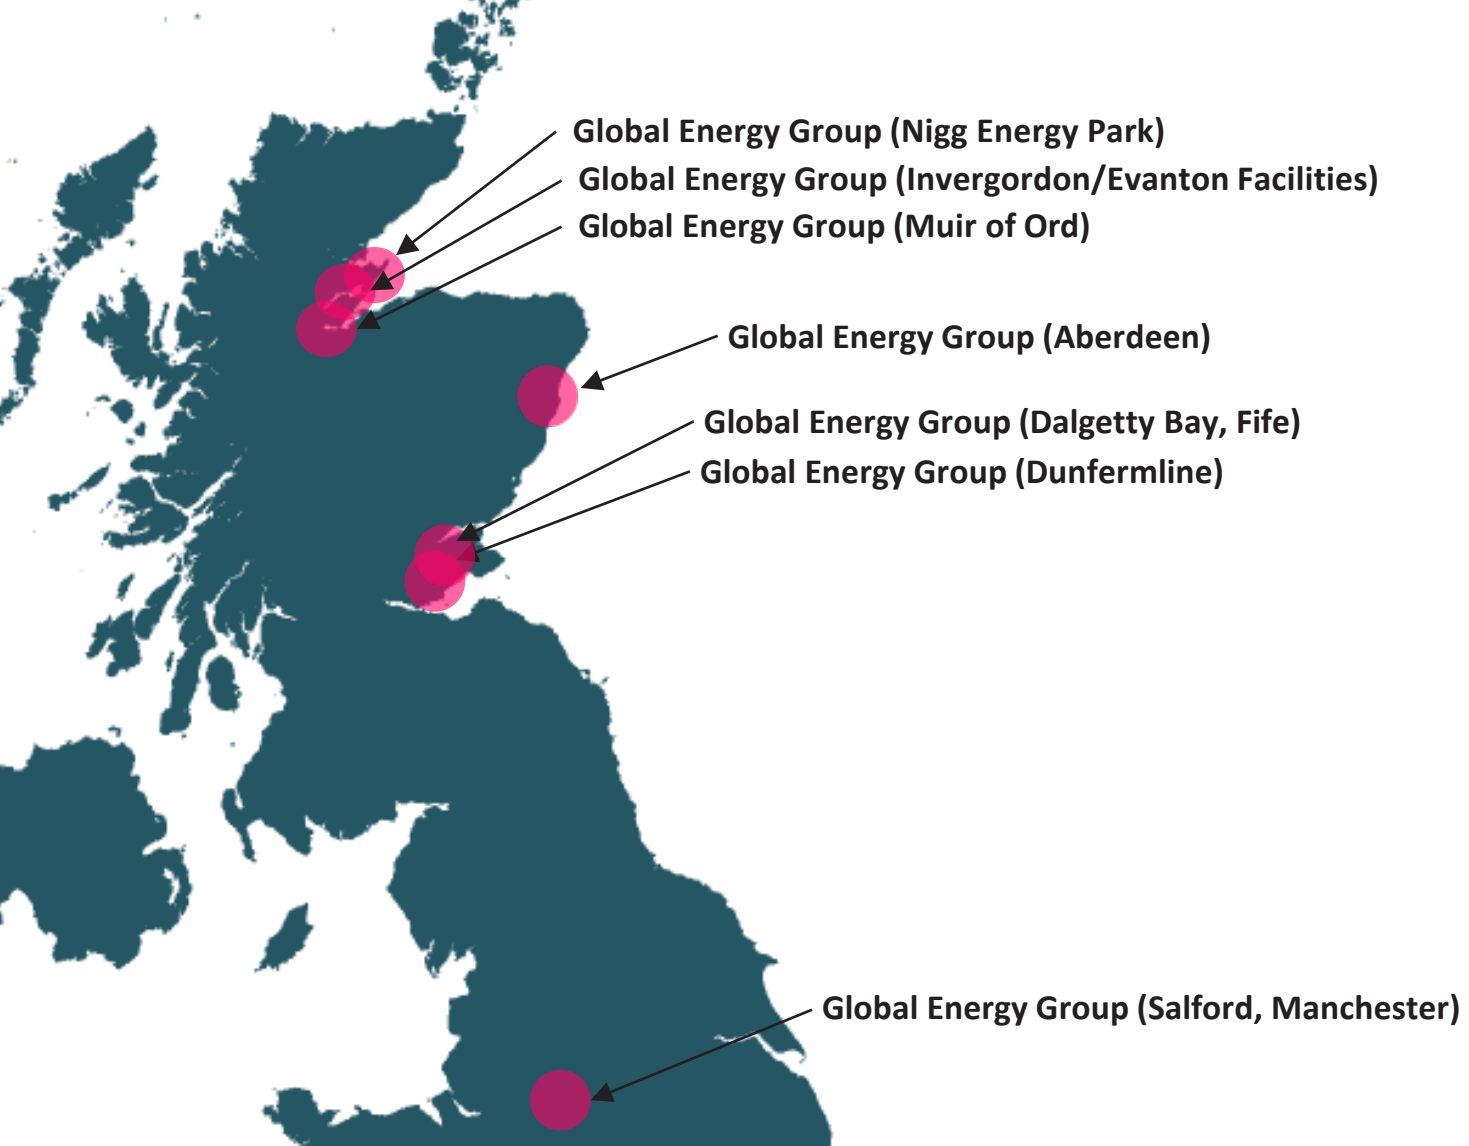 Global Energy Group (Nigg Energy Park)
Global Energy Group (Invergordon/Evanton Facilities)
Global Energy Group (Muir of Ord)
Global Energy Group (Aberdeen)
Global Energy Group (Dalgetty Bay, Fife)
Global Energy Group (Dunfermline)
Global Energy Group (Salford, Manchester)